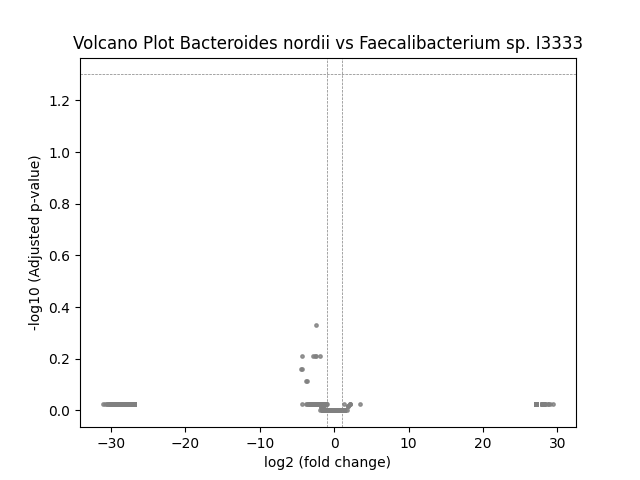 Volcano Plot Bacteroides nordii vs Faecalibacterium sp. I3333
1.2
1.0
0.8
0.6
0.4
0.2
0.0
-log10 (Adjusted p-value)
−30 −20 −10 0 10 20 30
log2 (fold change)